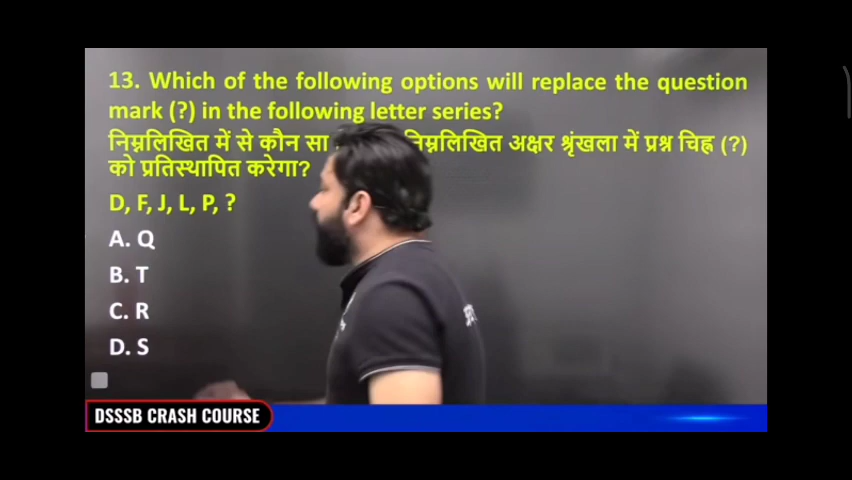 13. Which of the following options will replace the question
mark (?) in the following letter series?
निम्नलिखित में से कौन सा निम्नलिखित अक्षर श्रृंखला में प्रश्न चिह्न (?)
को प्रतिस्थापित करेगा?
D, F, J, L, P, ?
A. Q
B. T
C. R
D. S
DSSSB CRASH COURSE